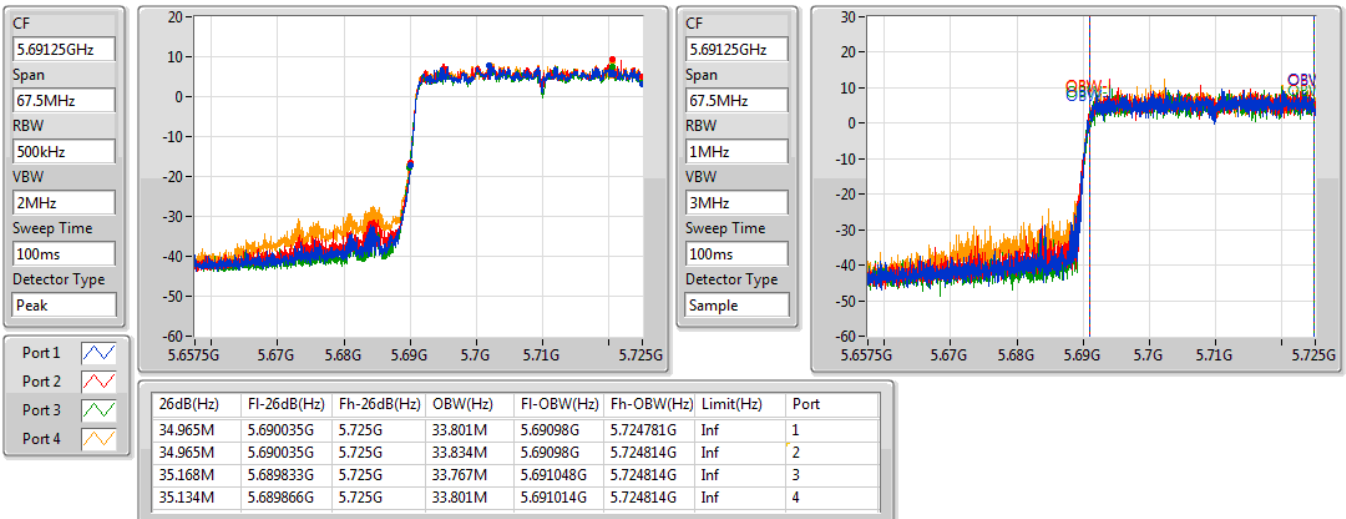 CF
5.69125GHz
Span
67.5MHz
RBW
500kHz
VBW
2MHz
Sweep Time
100ms
Detector Type
Peak
20
10
0
-10
-20
-30
-40
-50
-60
5.6575G 5.67G 5.68G 5.69G 5.7G 5.71G 5.725G
CF
5.69125GHz
Span
67.5MHz
RBW
1MHz
VBW
3MHz
Sweep Time
100ms
Detector Type
Sample
30
20
10
0
-10
-20
-30
-40
-50
-60
OBW-
OBW-
OBV
5.6575G 5.67G 5.68G 5.69G 5.7G 5.71G 5.725G
Port 1
Port 2
Port 3
Port 4
26dB(Hz) Fl-26dB(Hz) Fh-26dB(Hz) OBW(Hz) Fl-OBW(Hz) Fh-OBW(Hz) Limit(Hz) Port
34.965M 5.690035G 5.725G 33.801M 5.69098G 5.724781G Inf 1
34.965M 5.690035G 5.725G 33.834M 5.69098G 5.724814G Inf 2
35.168M 5.689833G 5.725G 33.767M 5.691048G 5.724814G Inf 3
35.134M 5.689866G 5.725G 33.801M 5.691014G 5.724814G Inf 4